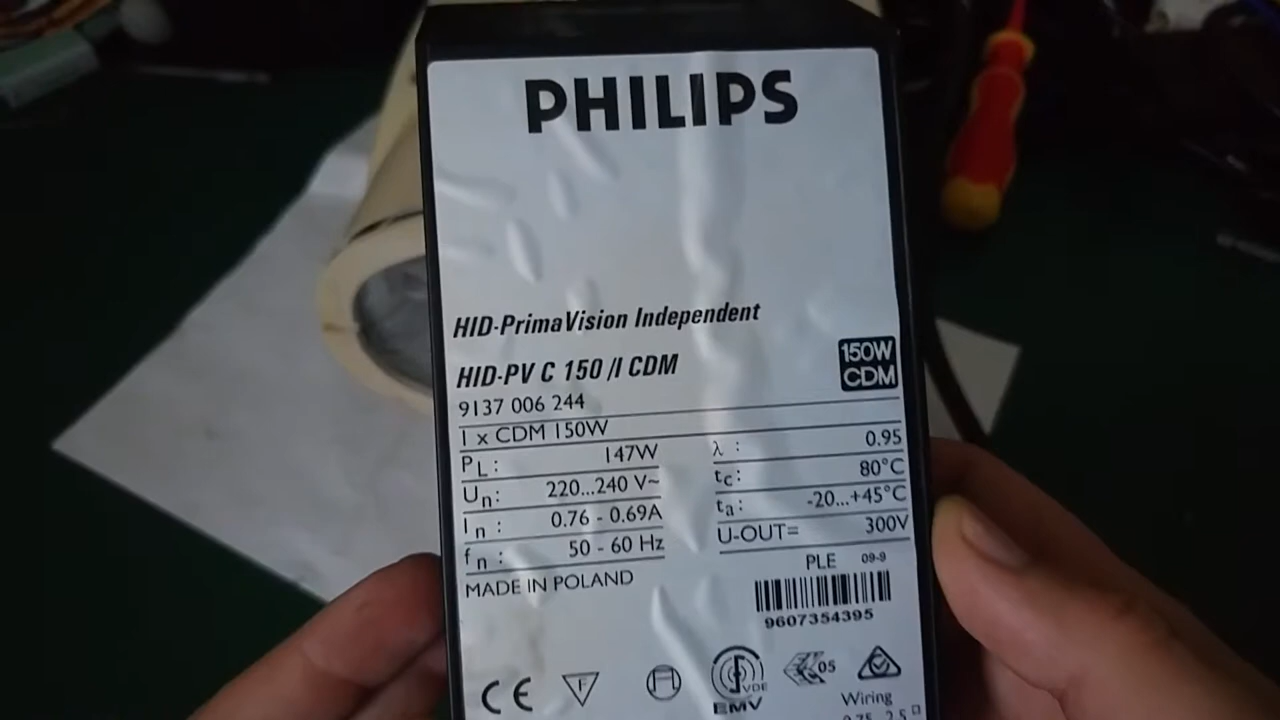 PHILIPS
HID-PrimaVision Independent
HID-PV C 150 /I CDM
150W
CDM
9137 006 244
1 x CDM 150W
PL: 147W
Un: 220...240 V~
In: 0.76 - 0.69A
fn: 50 - 60 Hz
λ: 0.95
tc: 80°C
ta: -20...+45°C
U-OUT= 300V
MADE IN POLAND
PLE 09-9
9607354395
CE
F
VDE
EMV
05
Wiring